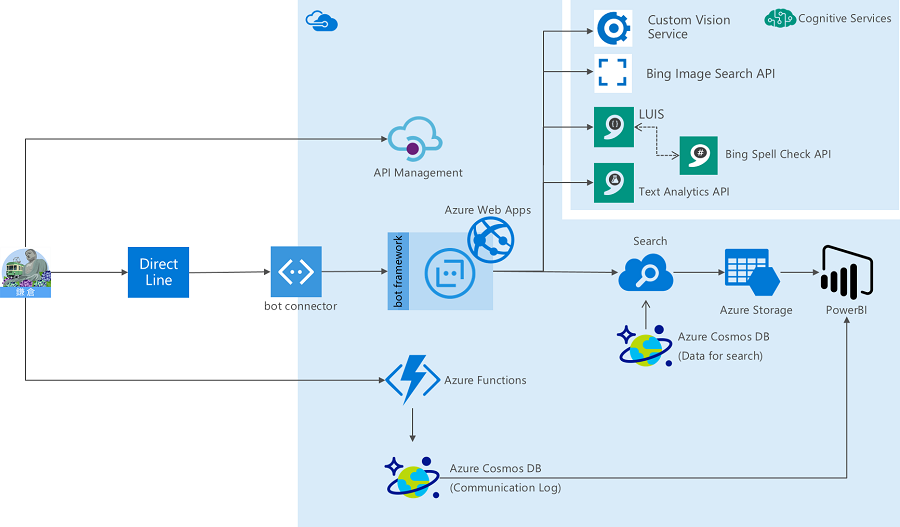 Custom Vision
Service
Cognitive Services
Bing Image Search API
LUIS
Bing Spell Check API
Text Analytics API
API Management
Azure Web Apps
bot framework
Direct
Line
bot connector
鎌倉
Search
Azure Storage
PowerBI
Azure Cosmos DB
(Data for search)
Azure Functions
Azure Cosmos DB
(Communication Log)